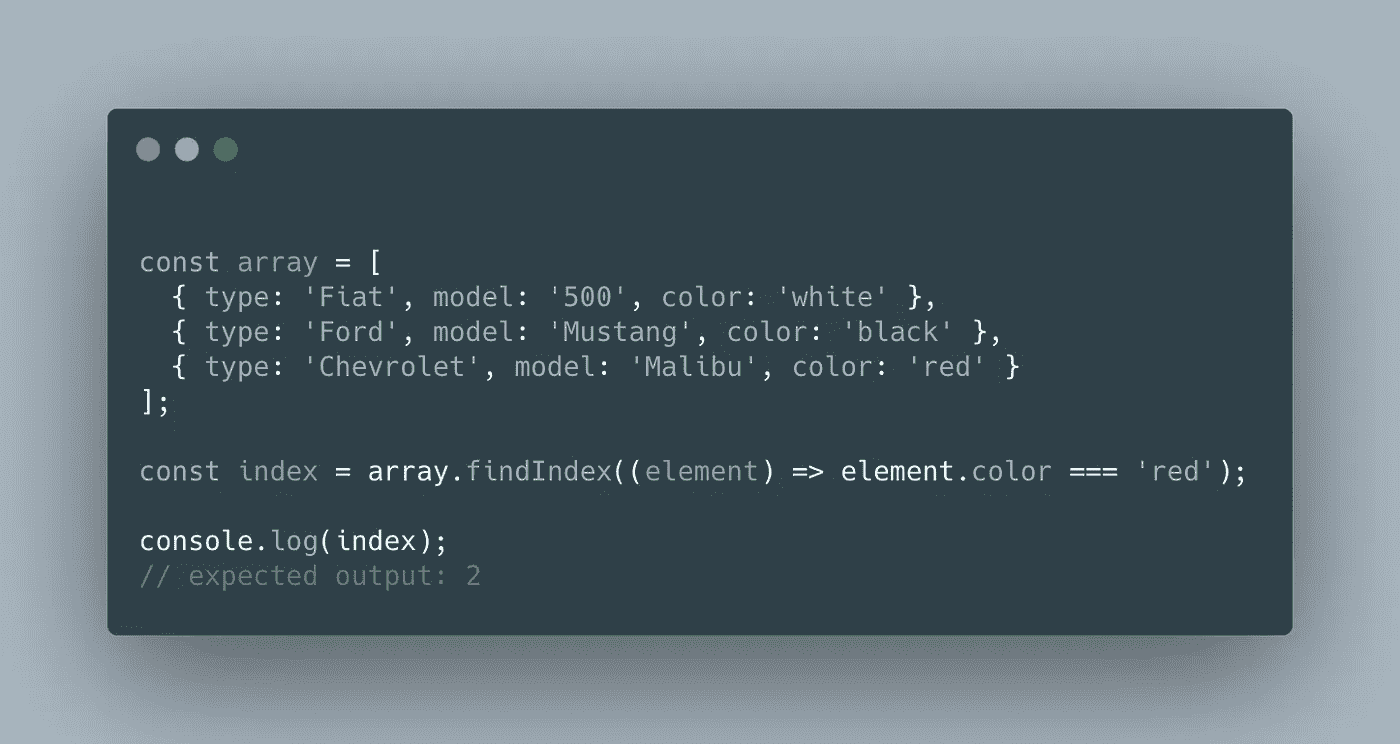 const array = [
  { type: 'Fiat', model: '500', color: 'white' },
  { type: 'Ford', model: 'Mustang', color: 'black' },
  { type: 'Chevrolet', model: 'Malibu', color: 'red' }
];
const index = array.findIndex((element) => element.color === 'red');
console.log(index);
// expected output: 2